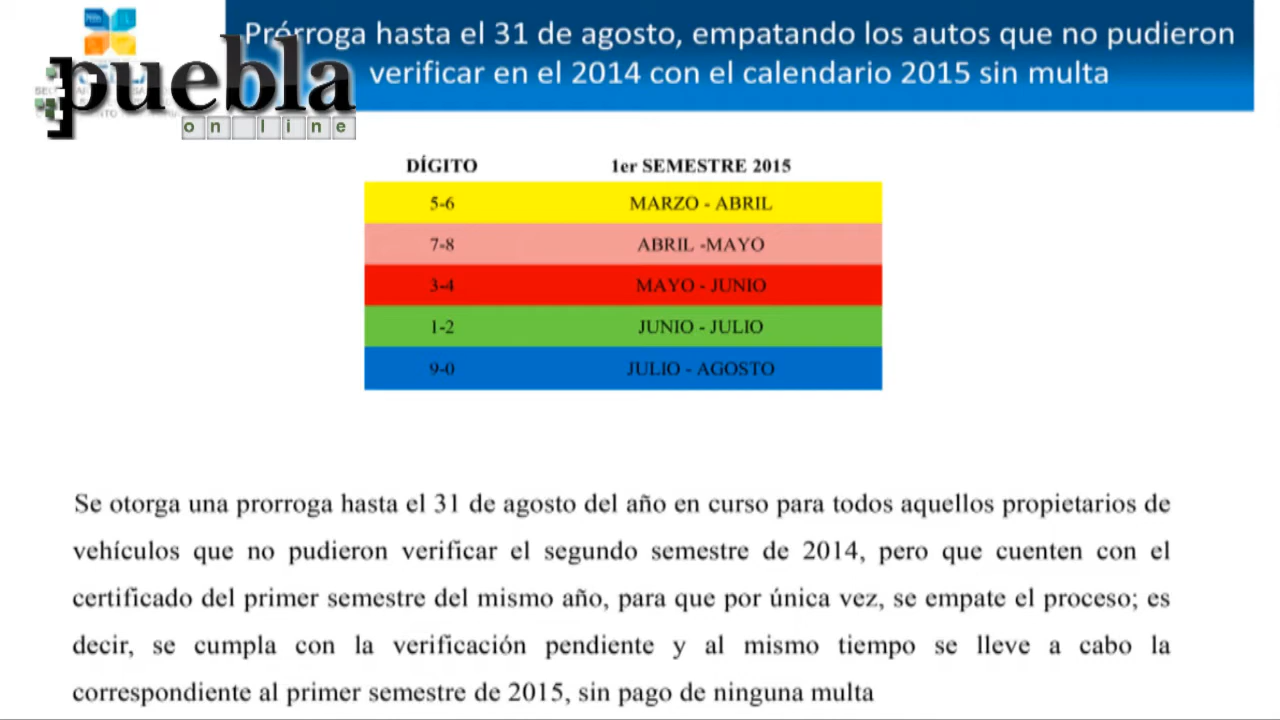 Prórroga hasta el 31 de agosto, empatando los autos que no pudieron
verificar en el 2014 con el calendario 2015 sin multa
puebla
on line
DÍGITO 1er SEMESTRE 2015
5-6 MARZO - ABRIL
7-8 ABRIL -MAYO
3-4 MAYO - JUNIO
1-2 JUNIO - JULIO
9-0 JULIO - AGOSTO
Se otorga una prorroga hasta el 31 de agosto del año en curso para todos aquellos propietarios de
vehículos que no pudieron verificar el segundo semestre de 2014, pero que cuenten con el
certificado del primer semestre del mismo año, para que por única vez, se empate el proceso; es
decir, se cumpla con la verificación pendiente y al mismo tiempo se lleve a cabo la
correspondiente al primer semestre de 2015, sin pago de ninguna multa